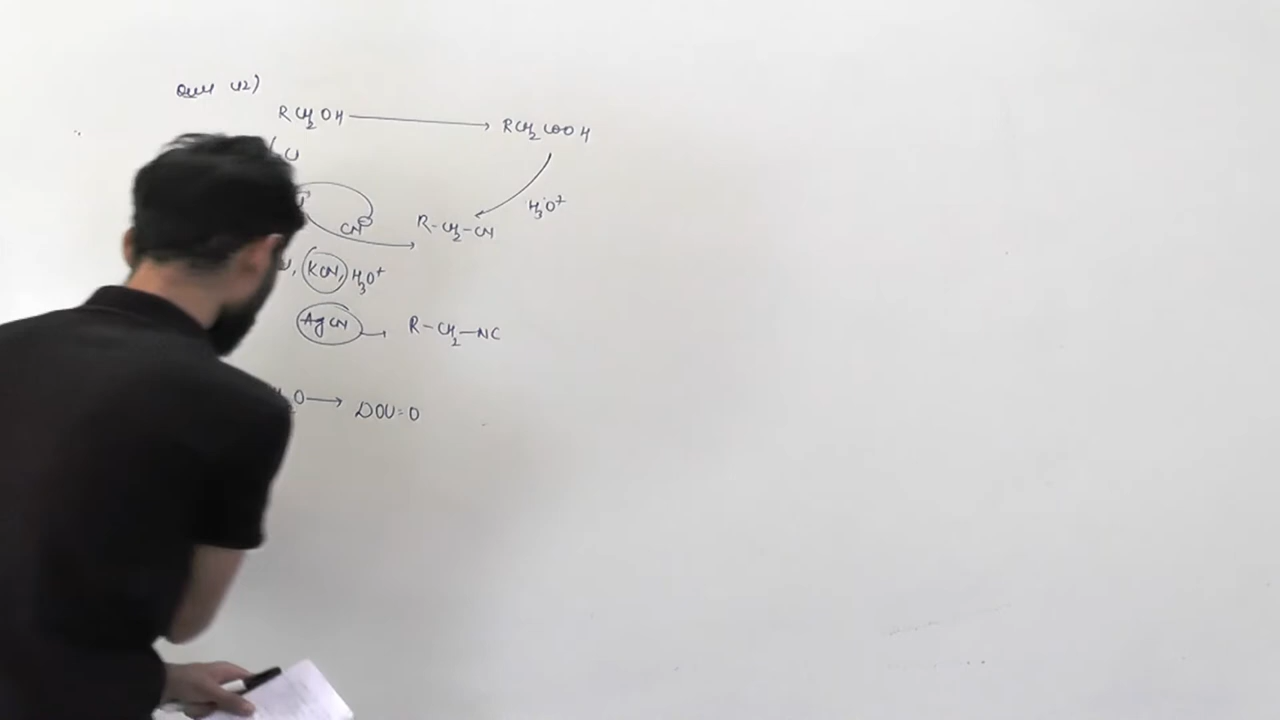 Que 42)
RCH2OH → RCH2COOH
H3O+
CN⊖ R-CH2-CN
, KCN, H3O+
AgCN → R-CH2-NC
O → DOU=0